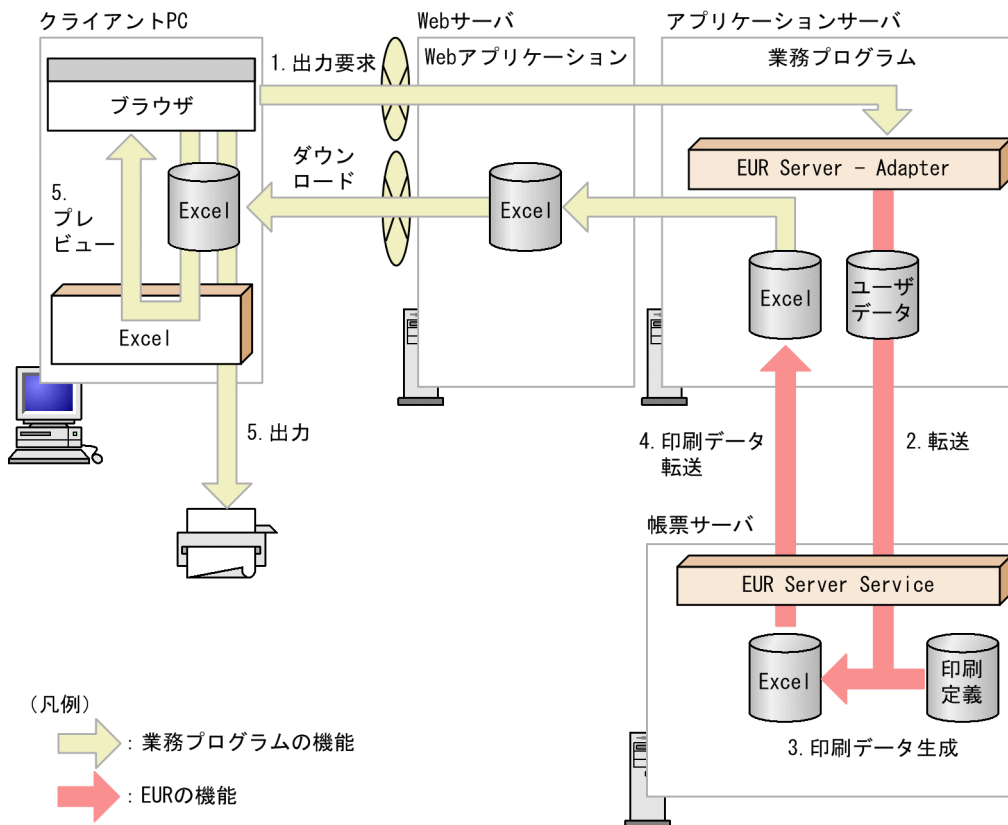 クライアントPC
Webサーバ
アプリケーションサーバ
1. 出力要求
Webアプリケーション
業務プログラム
ブラウザ
ダウン
ロード
EUR Server － Adapter
5.
プレ
ビュー
Excel
Excel
Excel
ユーザ
データ
Excel
5. 出力
4. 印刷データ
転送
2. 転送
帳票サーバ
EUR Server Service
Excel
印刷
定義
3. 印刷データ生成
（凡例）
：業務プログラムの機能
：EURの機能